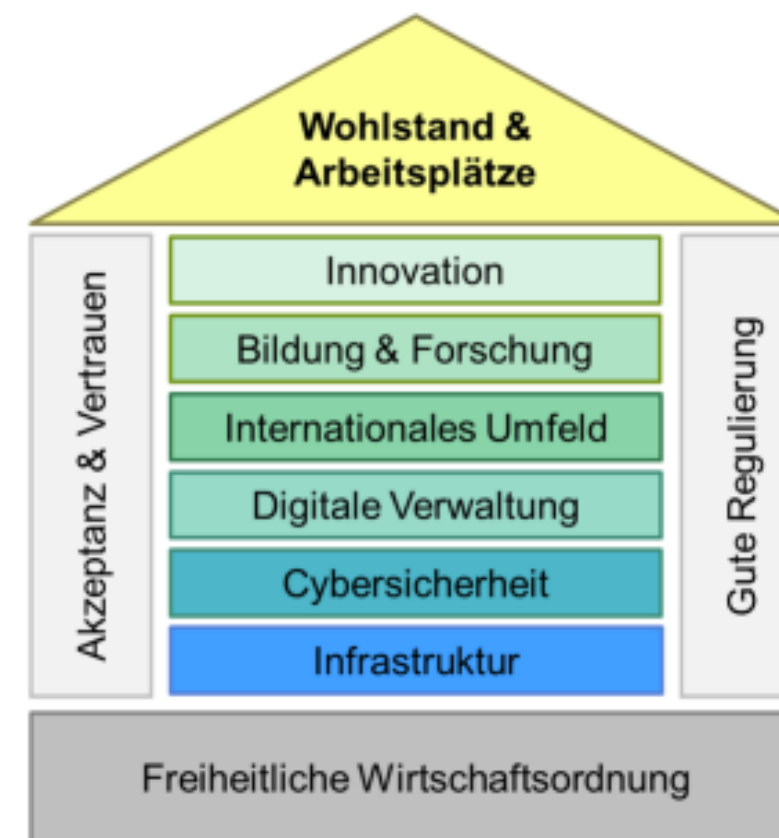 Wohlstand &
Arbeitsplätze
Akzeptanz & Vertrauen
Innovation
Bildung & Forschung
Internationales Umfeld
Digitale Verwaltung
Cybersicherheit
Infrastruktur
Gute Regulierung
Freiheitliche Wirtschaftsordnung